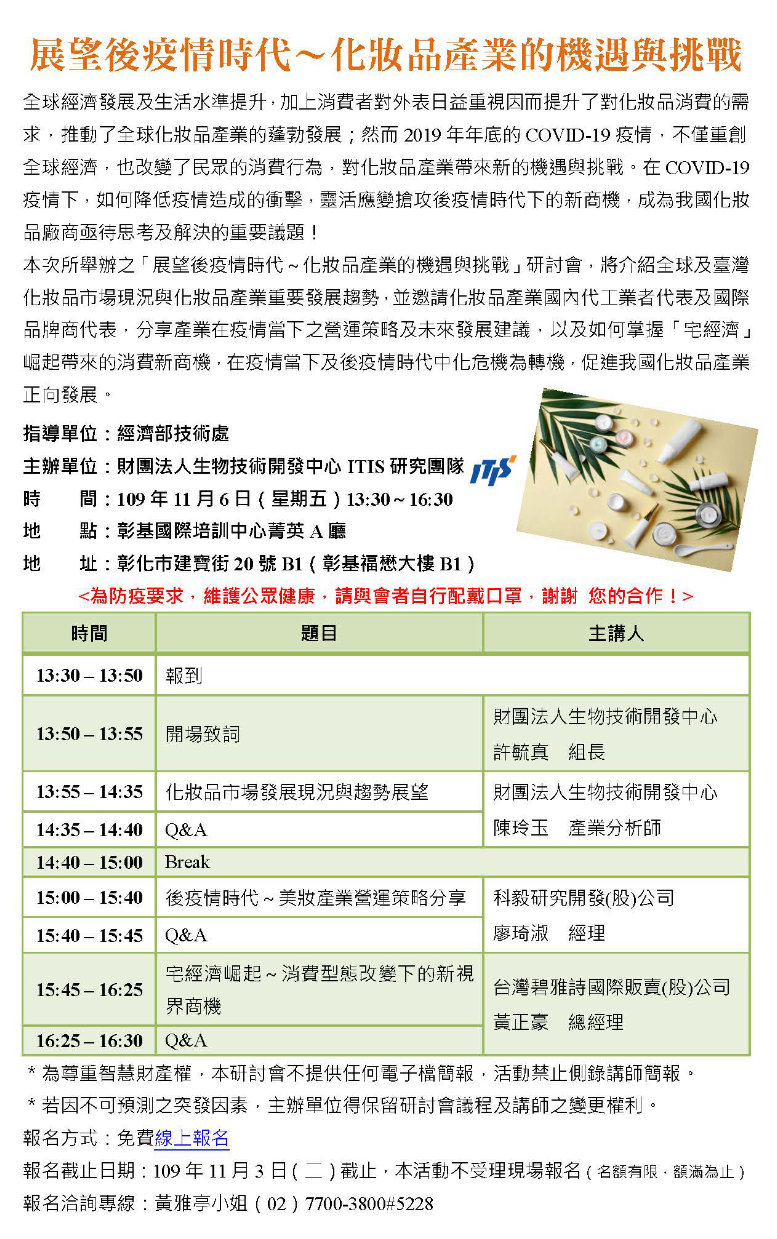 展望後疫情時代～化妝品產業的機遇與挑戰
全球經濟發展及生活水準提升，加上消費者對外表日益重視因而提升了對化妝品消費的需
求，推動了全球化妝品產業的蓬勃發展；然而 2019 年年底的 COVID-19 疫情，不僅重創
全球經濟，也改變了民眾的消費行為，對化妝品產業帶來新的機遇與挑戰。在 COVID-19
疫情下，如何降低疫情造成的衝擊，靈活應變搶攻後疫情時代下的新商機，成為我國化妝
品廠商亟待思考及解決的重要議題！
本次所舉辦之「展望後疫情時代～化妝品產業的機遇與挑戰」研討會，將介紹全球及臺灣
化妝品市場現況與化妝品產業重要發展趨勢，並邀請化妝品產業國內代工業者代表及國際
品牌商代表，分享產業在疫情當下之營運策略及未來發展建議，以及如何掌握「宅經濟」
崛起帶來的消費新商機，在疫情當下及後疫情時代中化危機為轉機，促進我國化妝品產業
正向發展。
指導單位：經濟部技術處
主辦單位：財團法人生物技術開發中心 ITIS 研究團隊 ITIS
時　　間：109 年 11 月 6 日（星期五）13:30～16:30
地　　點：彰基國際培訓中心菁英 A 廳
地　　址：彰化市建寶街 20 號 B1（彰基福懋大樓 B1）
<為防疫要求，維護公眾健康，請與會者自行配戴口罩，謝謝 您的合作！>
時間 題目 主講人
13:30 – 13:50 報到
13:50 – 13:55 開場致詞 財團法人生物技術開發中心
許毓真　組長
13:55 – 14:35 化妝品市場發展現況與趨勢展望 財團法人生物技術開發中心
14:35 – 14:40 Q&A 陳玲玉　產業分析師
14:40 – 15:00 Break
15:00 – 15:40 後疫情時代～美妝產業營運策略分享 科毅研究開發(股)公司
15:40 – 15:45 Q&A 廖琦淑　經理
15:45 – 16:25 宅經濟崛起～消費型態改變下的新視
界商機 台灣碧雅詩國際販賣(股)公司
黃正豪　總經理
16:25 – 16:30 Q&A
* 為尊重智慧財產權，本研討會不提供任何電子檔簡報，活動禁止側錄講師簡報。
* 若因不可預測之突發因素，主辦單位得保留研討會議程及講師之變更權利。
報名方式：免費線上報名
報名截止日期：109 年 11 月 3 日（二）截止，本活動不受理現場報名（名額有限，額滿為止）
報名洽詢專線：黃雅亭小姐（02）7700-3800#5228